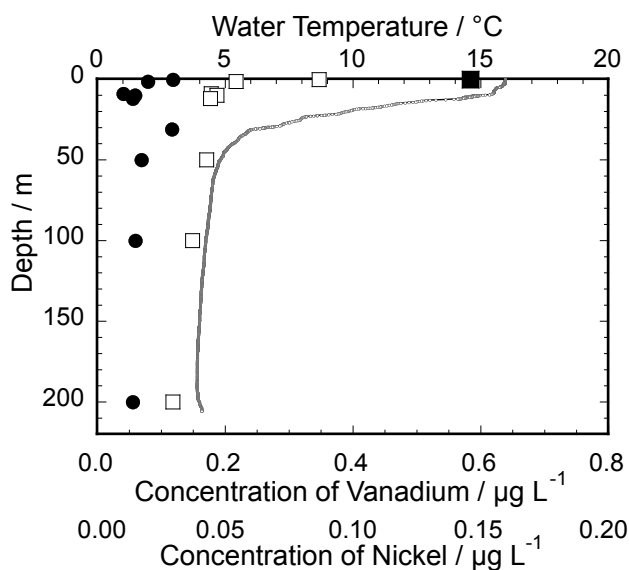 Water Temperature / °C
0 5 10 15 20
0
50
100
150
200
Depth / m
0.0 0.2 0.4 0.6 0.8
Concentration of Vanadium / µg L-1
0.00 0.05 0.10 0.15 0.20
Concentration of Nickel / µg L-1